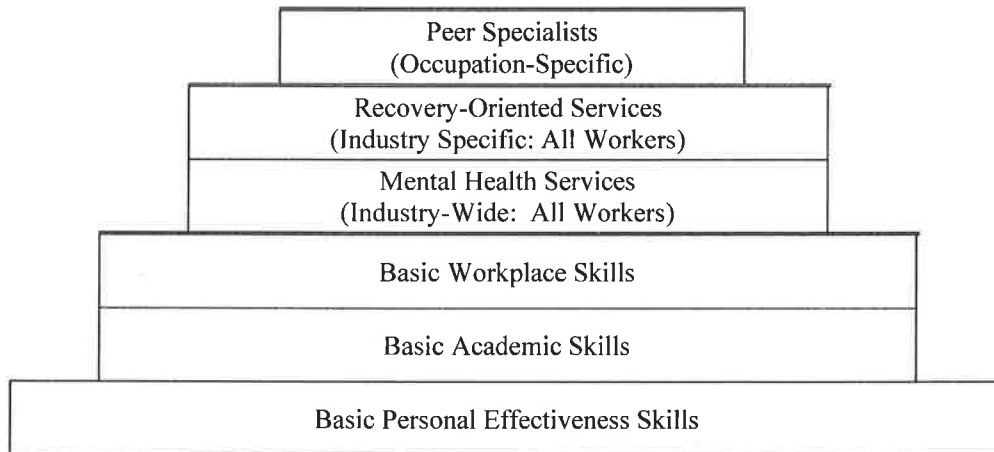 Peer Specialists
(Occupation-Specific)
Recovery-Oriented Services
(Industry Specific: All Workers)
Mental Health Services
(Industry-Wide:  All Workers)
Basic Workplace Skills
Basic Academic Skills
Basic Personal Effectiveness Skills